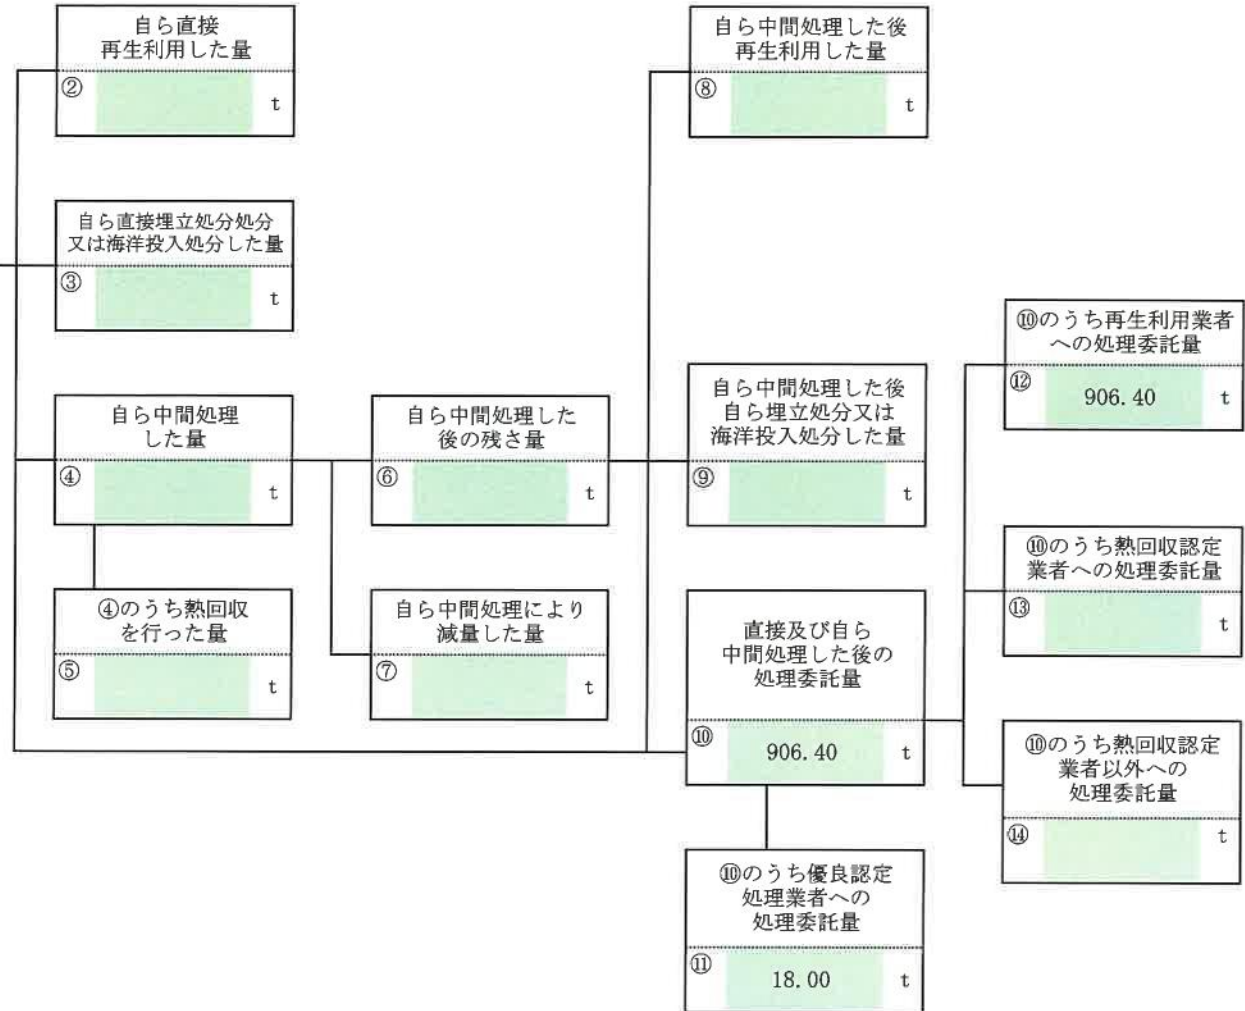 自ら直接
再生利用した量
②
t
自ら中間処理した後
再生利用した量
⑧
t
自ら直接埋立処分処分
又は海洋投入処分した量
③
t
⑩のうち再生利用業者
への処理委託量
⑫ 906.40 t
自ら中間処理
した量
④
t
自ら中間処理した
後の残さ量
⑥
t
自ら中間処理した後
自ら埋立処分又は
海洋投入処分した量
⑨
t
⑩のうち熱回収認定
業者への処理委託量
⑬
t
④のうち熱回収
を行った量
⑤
t
自ら中間処理により
減量した量
⑦
t
直接及び自ら
中間処理した後の
処理委託量
⑩ 906.40 t
⑩のうち熱回収認定
業者以外への
処理委託量
⑭
t
⑩のうち優良認定
処理業者への
処理委託量
⑪ 18.00 t